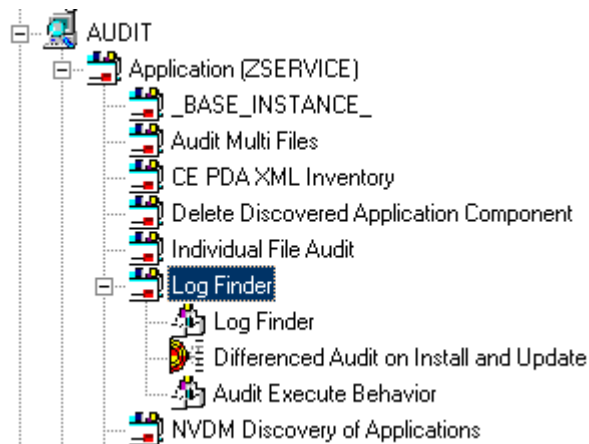 AUDIT
Application (ZSERVICE)
_BASE_INSTANCE_
Audit Multi Files
CE PDA XML Inventory
Delete Discovered Application Component
Individual File Audit
Log Finder
Log Finder
Differenced Audit on Install and Update
Audit Execute Behavior
NVDM Discovery of Applications